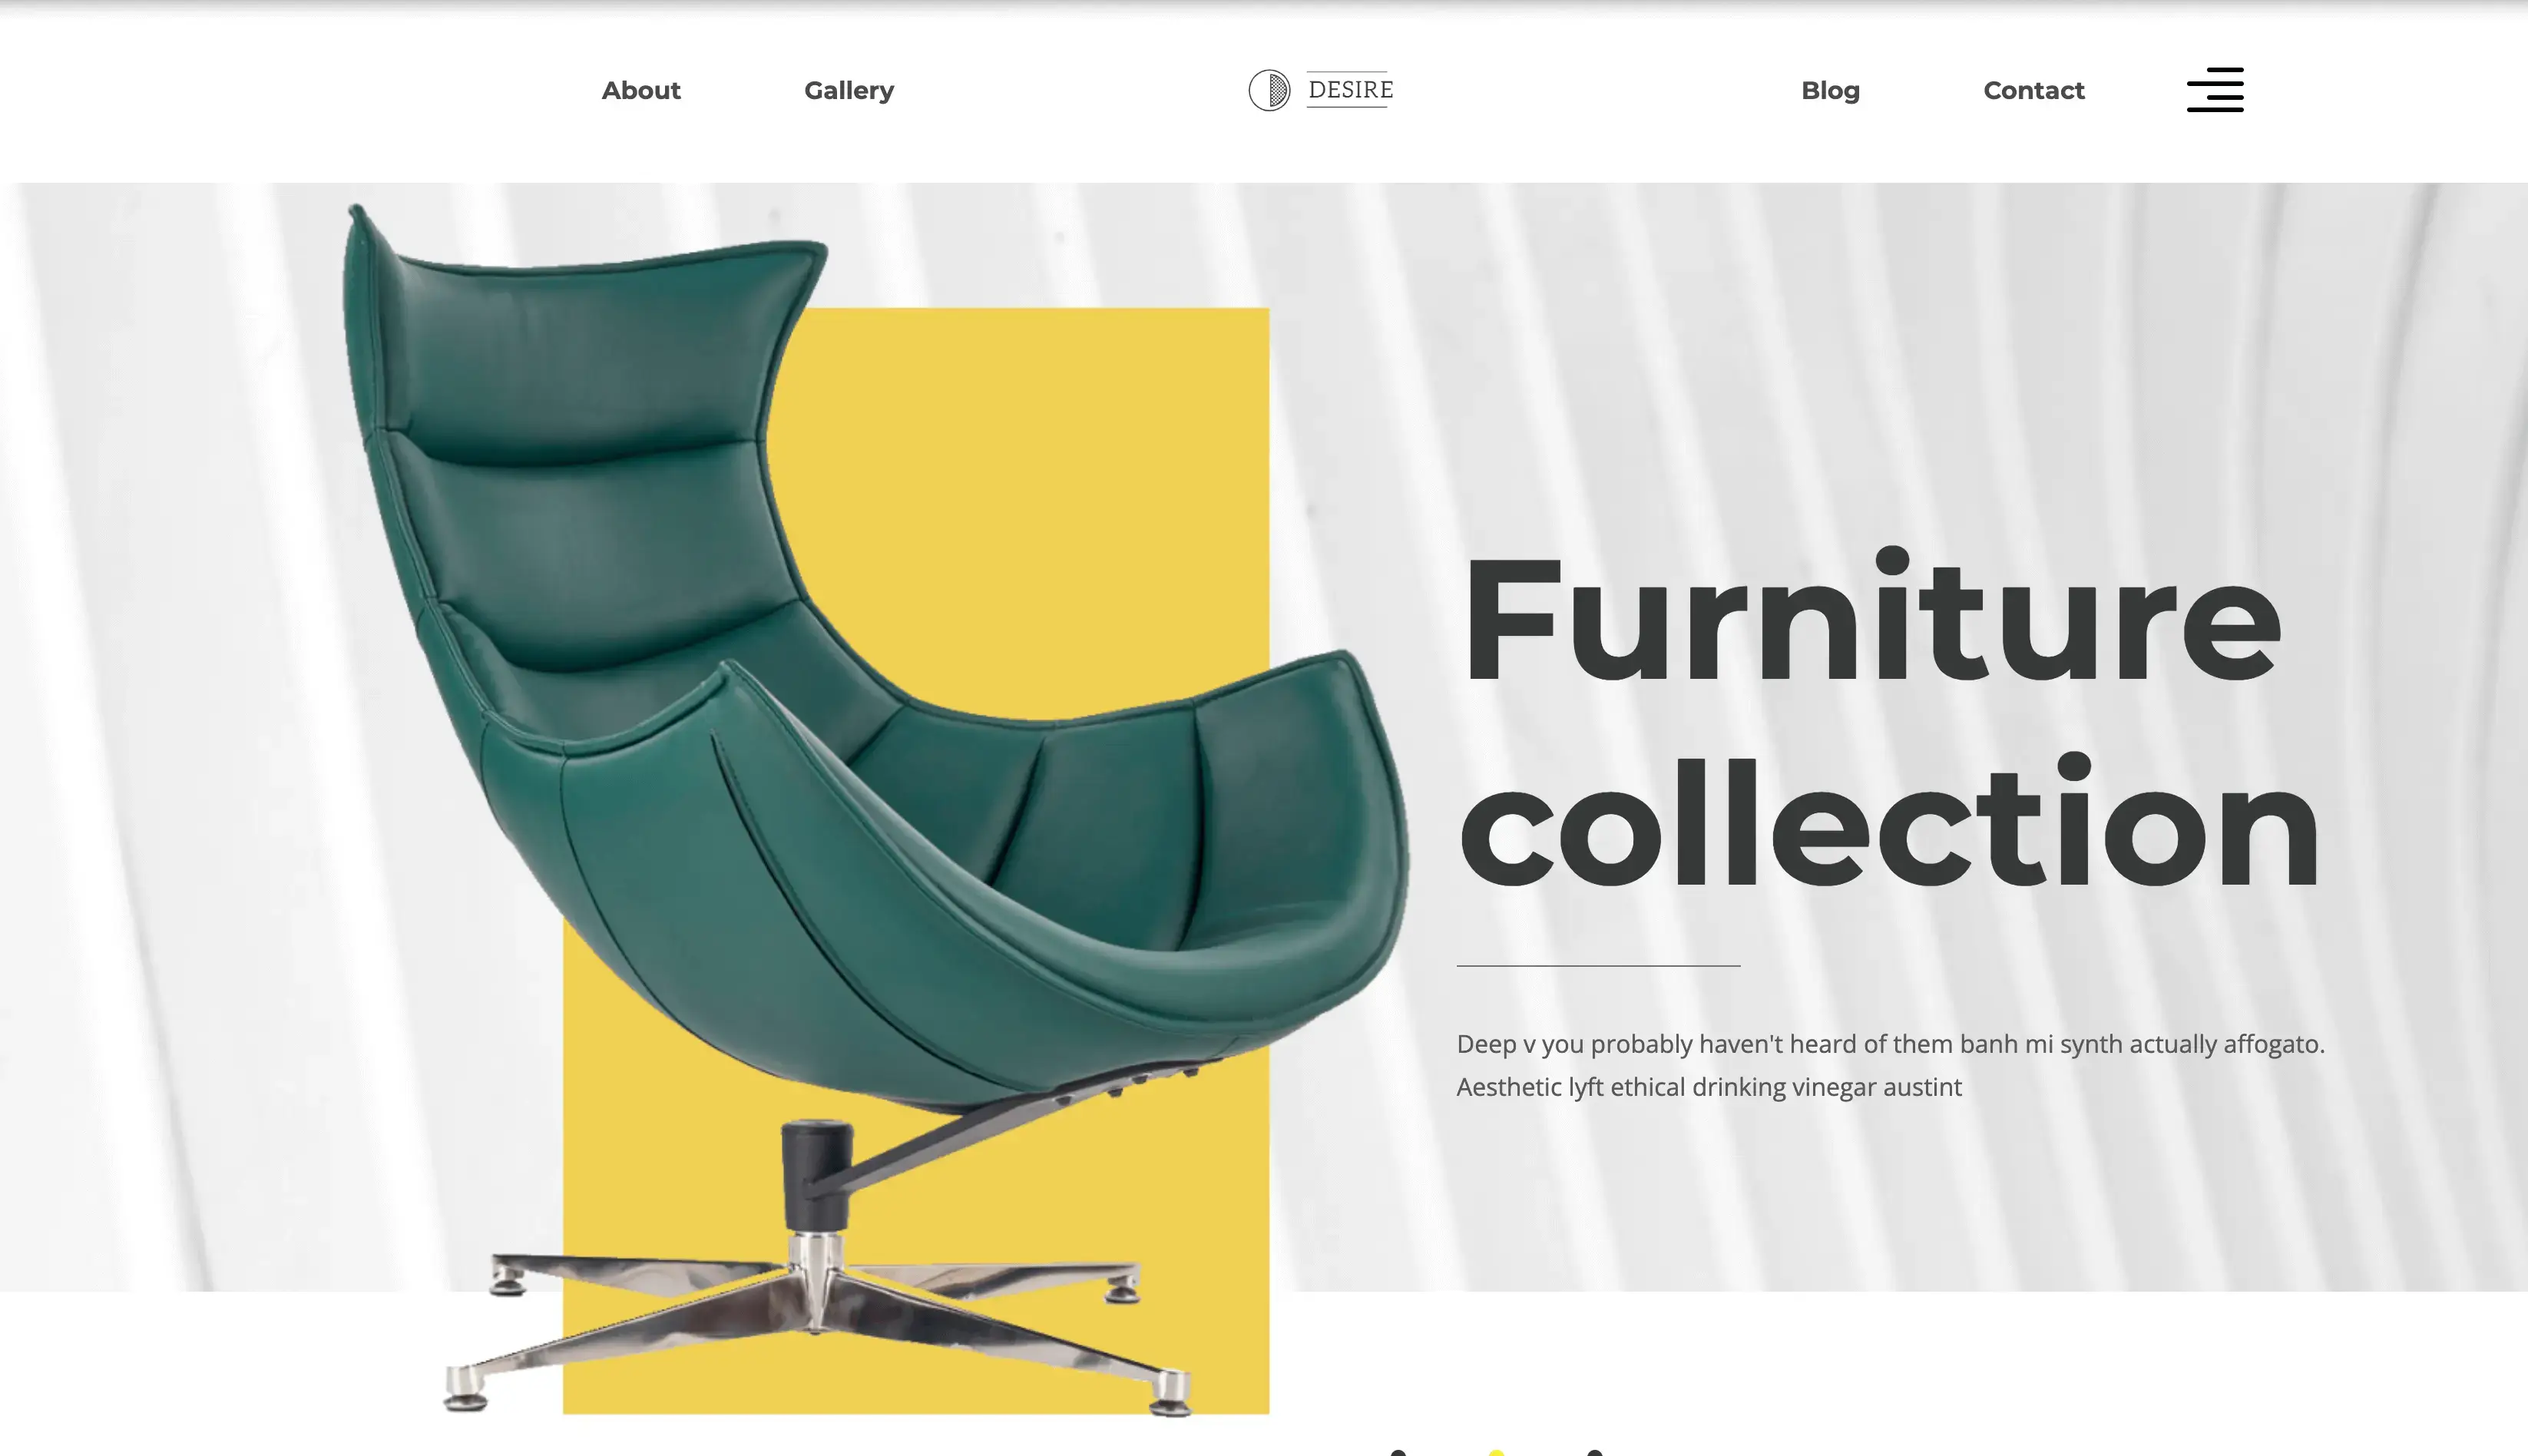 About
Gallery
DESIRE
Blog
Contact
Furniture
collection
Deep v you probably haven't heard of them banh mi synth actually affogato.
Aesthetic lyft ethical drinking vinegar austint